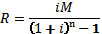 R = iM / ((1 + i)ⁿ − 1)